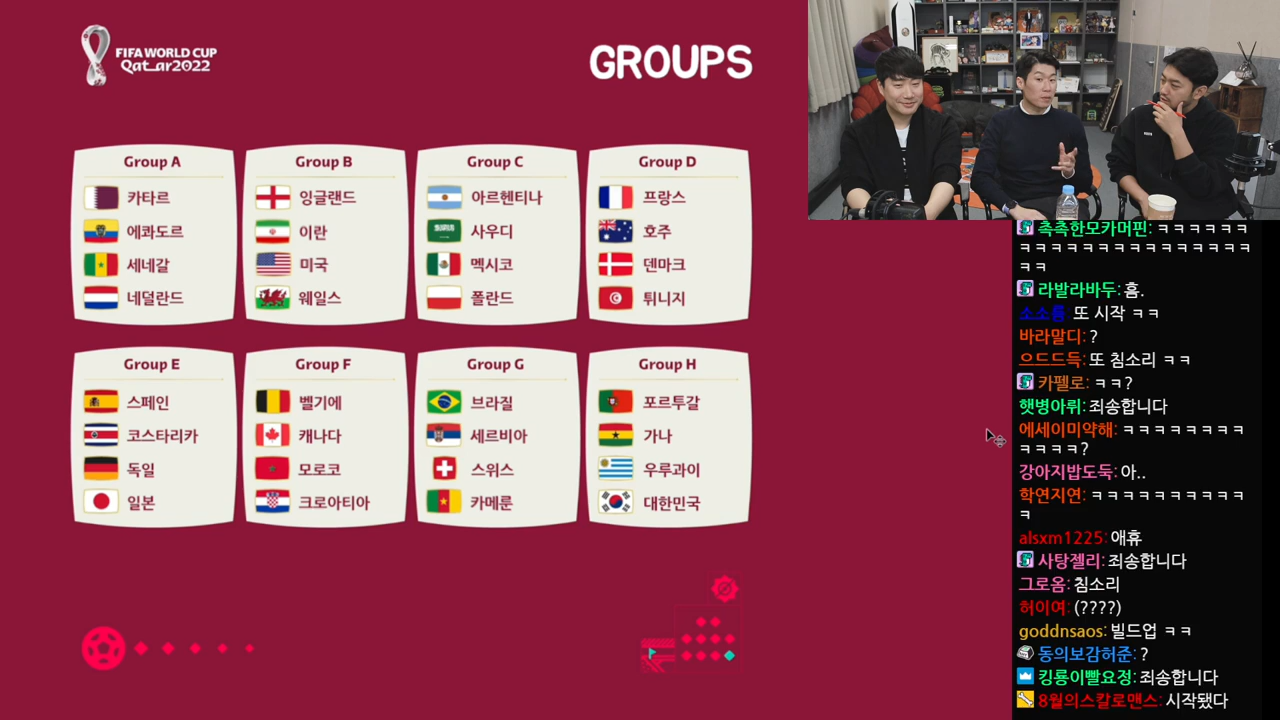 FIFA WORLD CUP
Qatar2022
GROUPS
Group A
카타르
에콰도르
세네갈
네덜란드
Group B
잉글랜드
이란
미국
웨일스
Group C
아르헨티나
사우디
멕시코
폴란드
Group D
프랑스
호주
덴마크
튀니지
Group E
스페인
코스타리카
독일
일본
Group F
벨기에
캐나다
모로코
크로아티아
Group G
브라질
세르비아
스위스
카메룬
Group H
포르투갈
가나
우루과이
대한민국
촉촉한모카머핀: ㅋㅋㅋㅋㅋㅋ
ㅋㅋㅋㅋㅋㅋㅋㅋㅋㅋㅋㅋㅋㅋㅋ
ㅋㅋ
라발라바두: 흠.
소소름 또 시작 ㅋㅋ
바라말디: ?
으드드득: 또 침소리 ㅋㅋ
카펠로: ㅋㅋ?
햇병아뤼: 죄송합니다
에세이미약해: ㅋㅋㅋㅋㅋㅋㅋㅋ
ㅋㅋㅋㅋ?
강아지밥도둑: 아..
학연지연: ㅋㅋㅋㅋㅋㅋㅋㅋㅋㅋ
ㅋ
alsxm1225: 애휴
사탕젤리: 죄송합니다
그로옴: 침소리
허이여: (????)
goddnsaos: 빌드업 ㅋㅋ
동의보감허준: ?
킹룡이빨요정: 죄송합니다
8월의스칼로맨스: 시작됐다